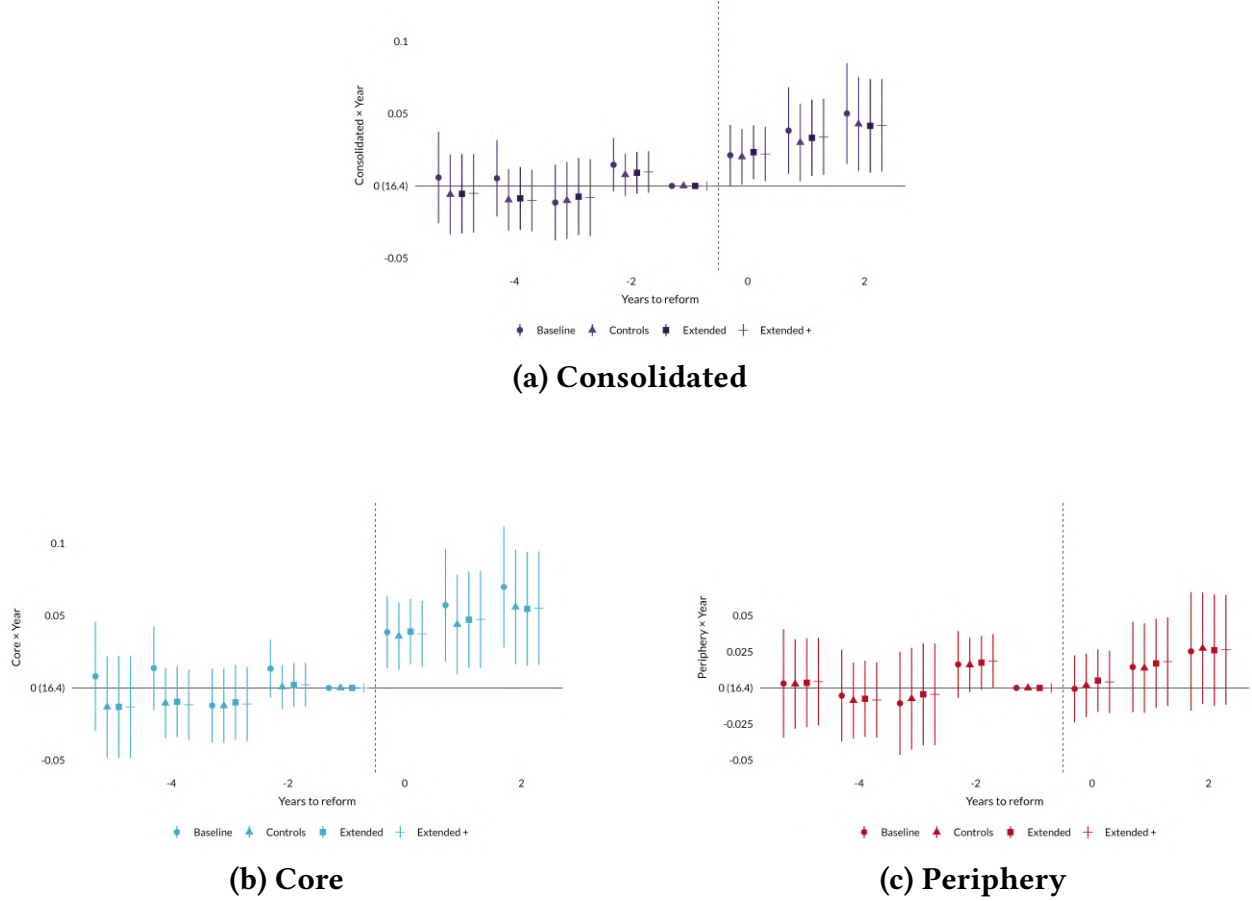 0.1
0.05
0 (16.4)
-0.05
Consolidated × Year
-4 -2 0 2
Years to reform
Baseline Controls Extended Extended +
(a) Consolidated
0.1
0.05
0 (16.4)
-0.05
Core × Year
-4 -2 0 2
Years to reform
Baseline Controls Extended Extended +
(b) Core
0.05
0.025
0 (16.4)
-0.025
-0.05
Periphery × Year
-4 -2 0 2
Years to reform
Baseline Controls Extended Extended +
(c) Periphery